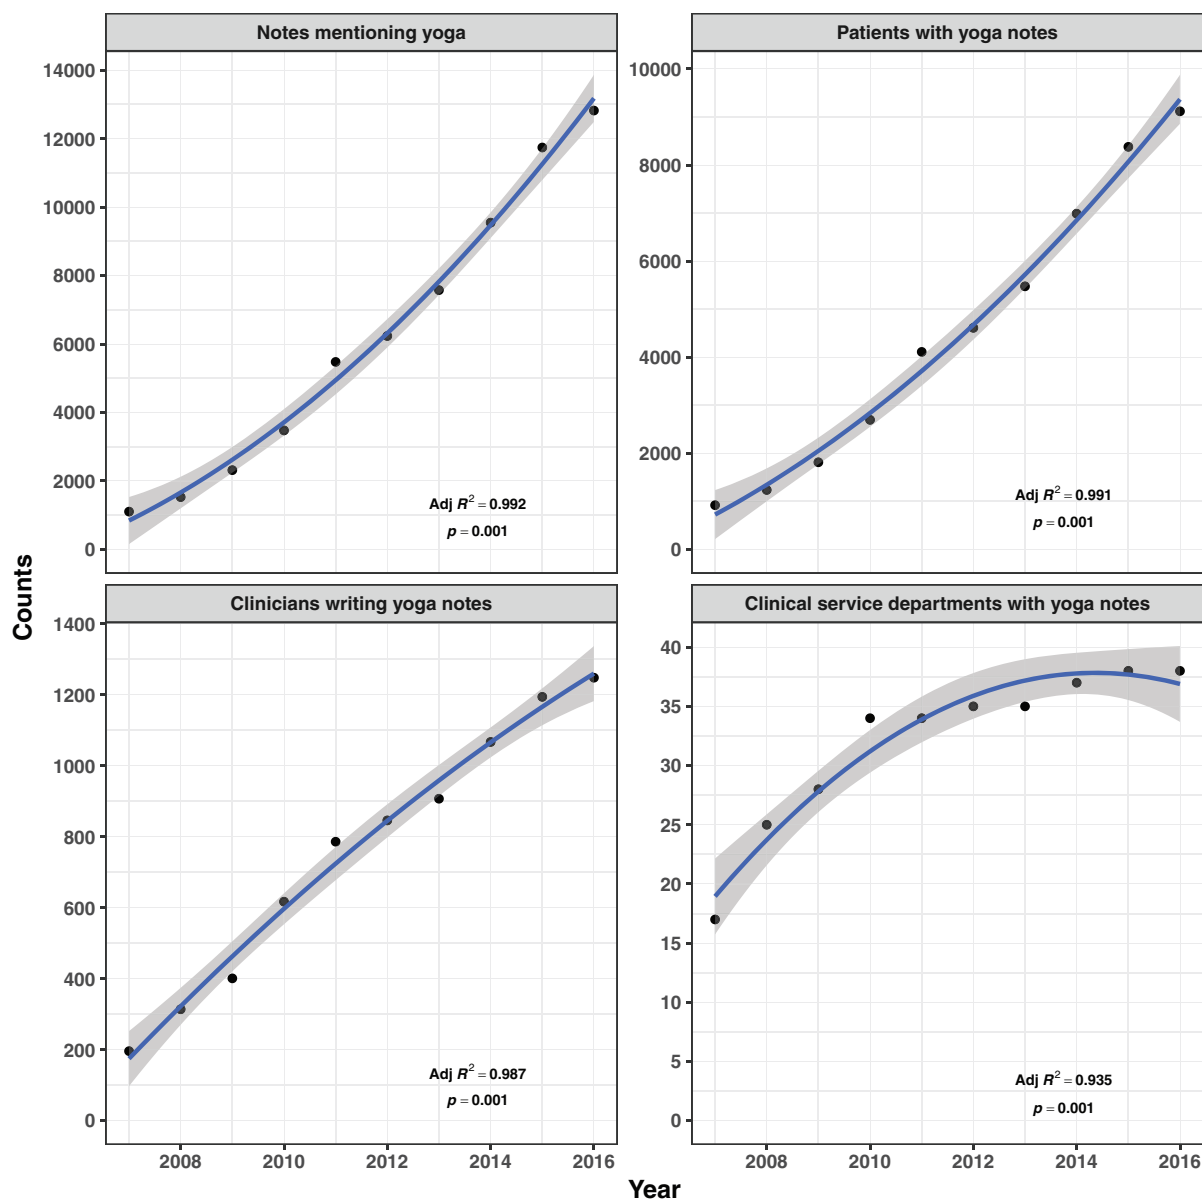 Notes mentioning yoga
14000
12000
10000
8000
6000
4000
2000
0
Adj R² = 0.992
p = 0.001
Patients with yoga notes
10000
8000
6000
4000
2000
0
Adj R² = 0.991
p = 0.001
Counts
Clinicians writing yoga notes
1400
1200
1000
800
600
400
200
0
Adj R² = 0.987
p = 0.001
2008 2010 2012 2014 2016
Clinical service departments with yoga notes
40
35
30
25
20
15
10
5
0
Adj R² = 0.935
p = 0.001
2008 2010 2012 2014 2016
Year